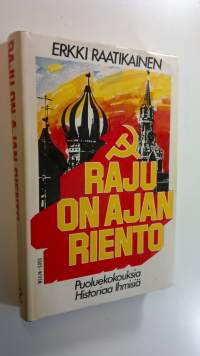 ERKKI RAATIKAINEN
RAJU
ON AJAN
RIENTO
Puoluekokouksia
Historiaa Ihmisiä
RAJU ON AJAN RIENTO